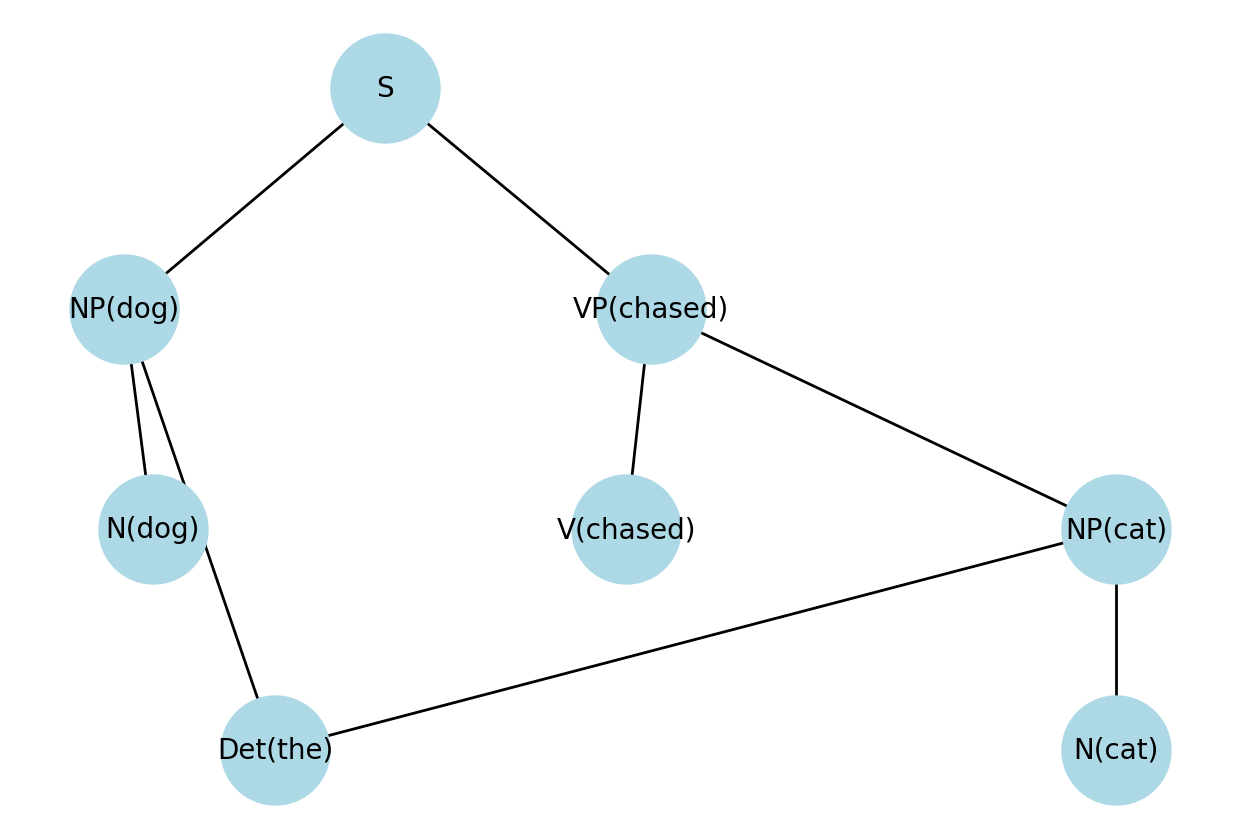 S
NP(dog)
VP(chased)
N(dog)
V(chased)
NP(cat)
Det(the)
N(cat)